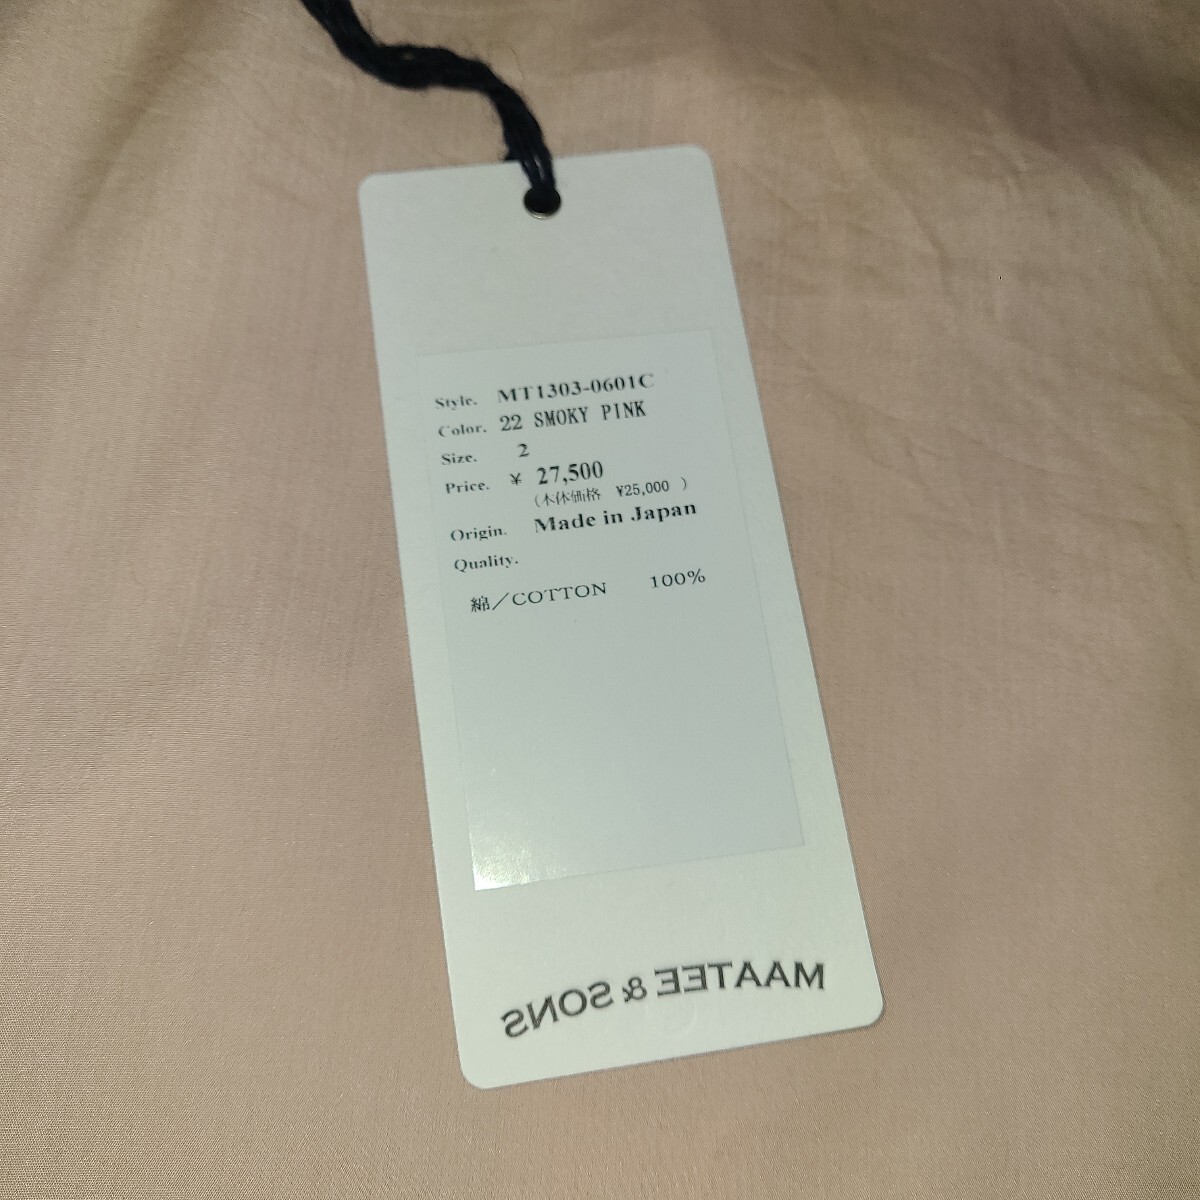 Style. MT1303-0601C
Color. 22 SMOKY PINK
Size. 2
Price. ¥ 27,500
(本体価格 ¥25,000 )
Origin. Made in Japan
Quality.
綿/COTTON 100%
MAATEE & SONS